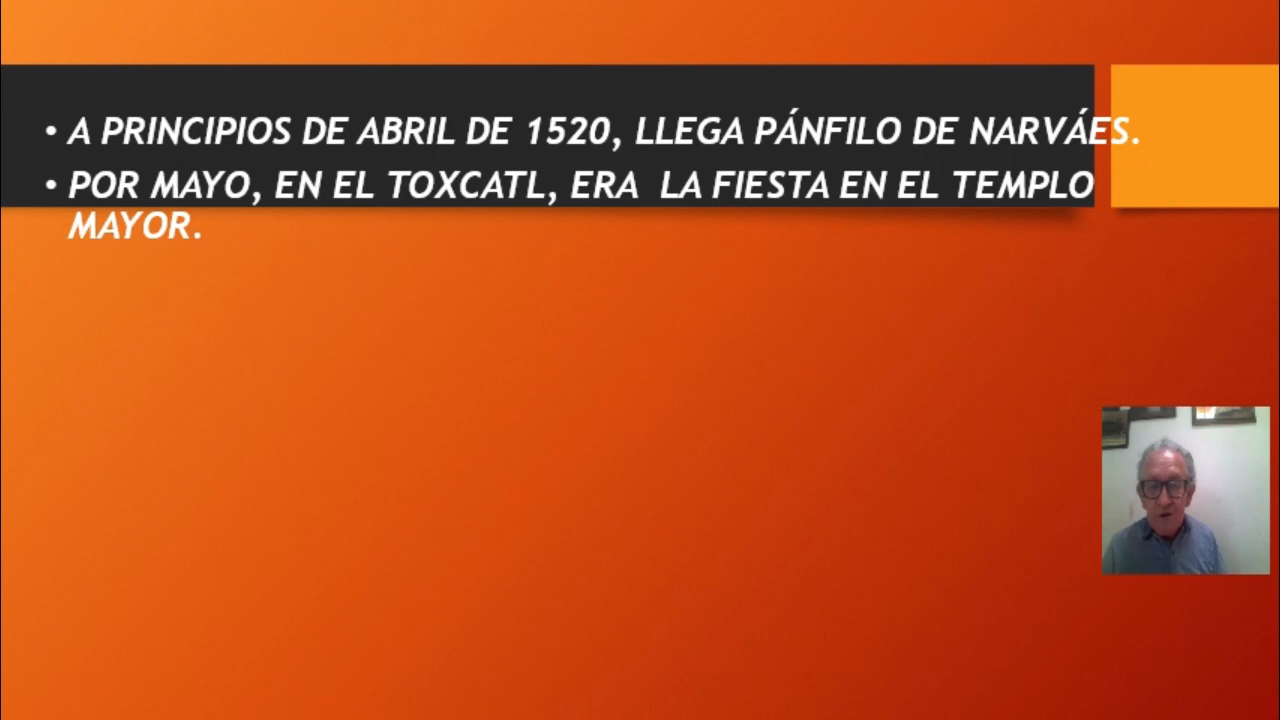 • A PRINCIPIOS DE ABRIL DE 1520, LLEGA PÁNFILO DE NARVÁES.
• POR MAYO, EN EL TOXCATL, ERA LA FIESTA EN EL TEMPLO
MAYOR.